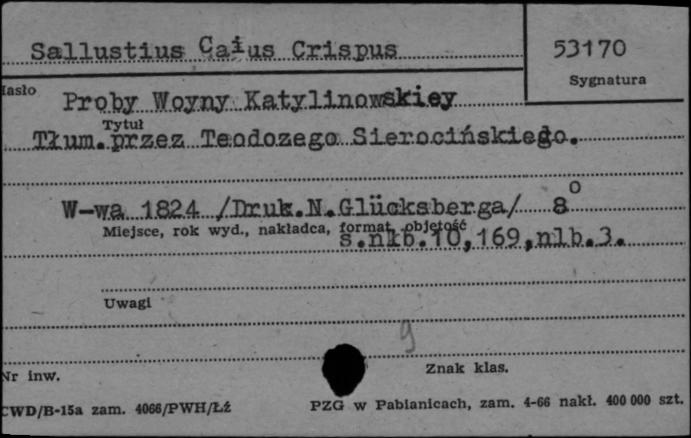 Sallustius Caius Crispus
53170
Sygnatura
Hasło
Proby Woyny Katylinowskiey
Tytuł
Tłum. przez Teodozego Sierocińskiego.
W-wa 1824 /Druk.N.Glücksberga/ 8°
Miejsce, rok wyd., nakładca, format, objętość
s.nlb.10,169,nlb.3.
Uwagi
9
Nr inw.
Znak klas.
CWD/B-15a zam. 4066/PWH/Łź
PZG w Pabianicach, zam. 4-66 nakł. 400 000 szt.